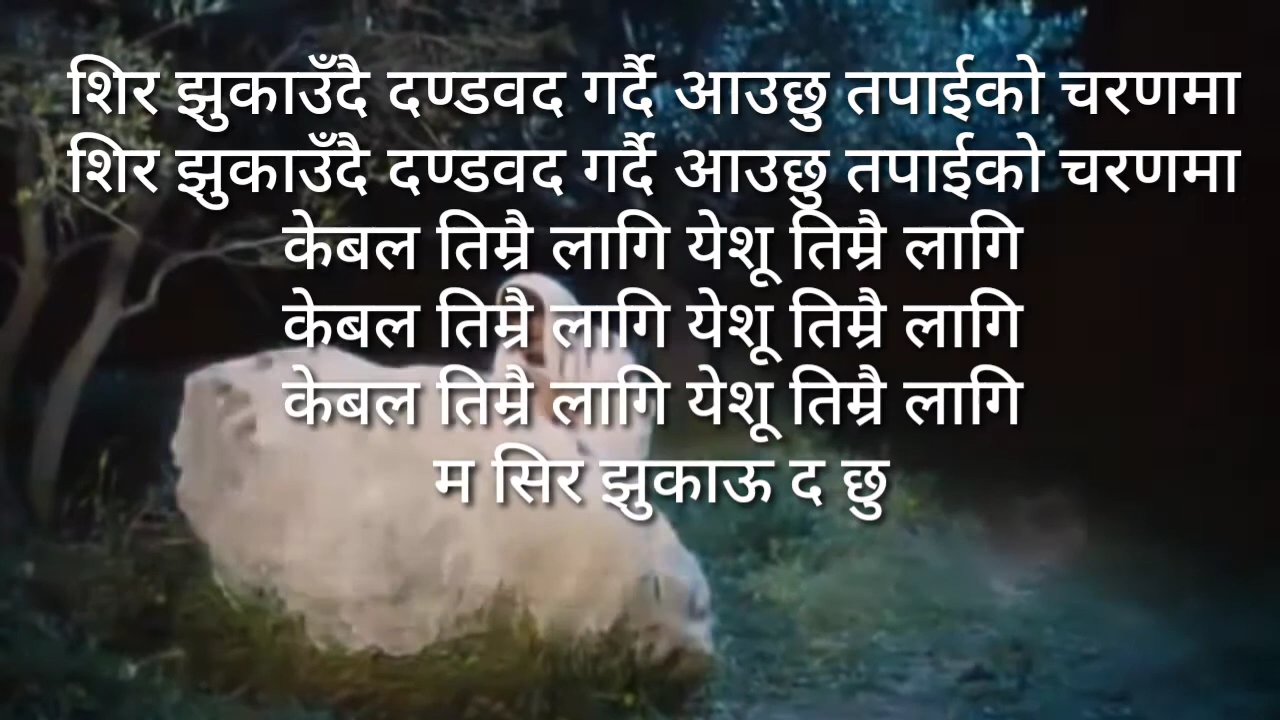 शिर झुकाउँदै दण्डवद गर्दै आउछु तपाईको चरणमा
शिर झुकाउँदै दण्डवद गर्दै आउछु तपाईको चरणमा
केबल तिम्रै लागि येशू तिम्रै लागि
केबल तिम्रै लागि येशू तिम्रै लागि
केबल तिम्रै लागि येशू तिम्रै लागि
म सिर झुकाऊ द छु